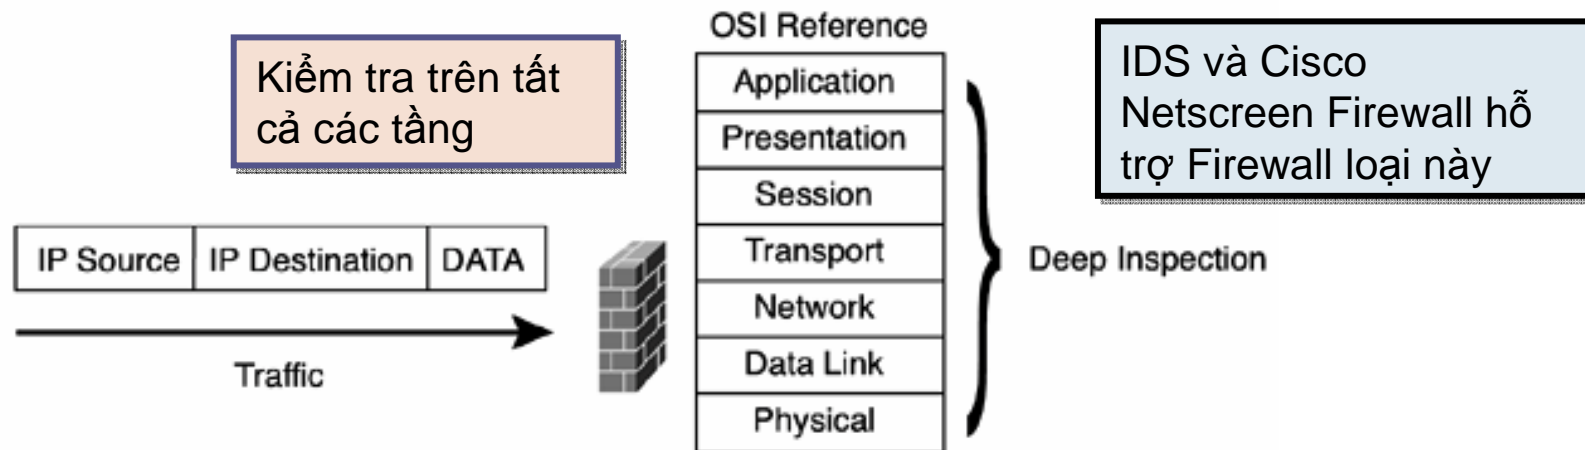 OSI Reference
Kiểm tra trên tất
cả các tầng
IDS và Cisco
Netscreen Firewall hỗ
trợ Firewall loại này
Application
Presentation
Session
Transport
Network
Data Link
Physical
IP Source
IP Destination
DATA
Traffic
Deep Inspection